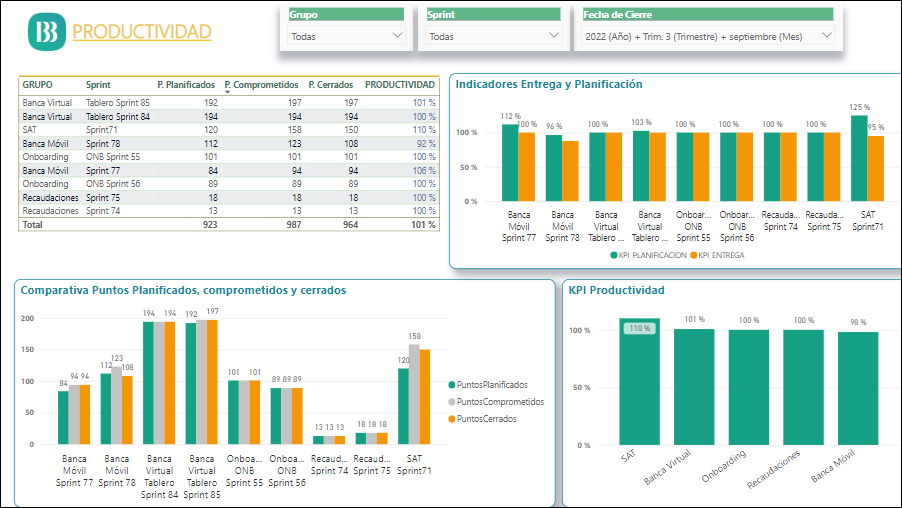 BB PRODUCTIVIDAD
Grupo
Todas
Sprint
Todas
Fecha de Cierre
2022 (Año) + Trim. 3 (Trimestre) + septiembre (Mes)
GRUPO Sprint P. Planificados P. Comprometidos P. Cerrados PRODUCTIVIDAD
Banca Virtual Tablero Sprint 85 192 197 197 101 %
Banca Virtual Tablero Sprint 84 194 194 194 100 %
SAT Sprint71 120 158 150 110 %
Banca Móvil Sprint 78 112 123 108 92 %
Onboarding ONB Sprint 55 101 101 101 100 %
Banca Móvil Sprint 77 84 94 94 106 %
Onboarding ONB Sprint 56 89 89 89 100 %
Recaudaciones Sprint 75 18 18 18 100 %
Recaudaciones Sprint 74 13 13 13 100 %
Total 923 987 964 101 %
Indicadores Entrega y Planificación
125 %
112 % 100 % 96 % 103 % 95 %
100 %
50 %
0 %
Banca Banca Banca Banca Onboar... Onboar... Recauda... Recauda... SAT
Móvil Móvil Virtual Virtual ONB ONB Sprint 74 Sprint 75 Sprint71
Sprint 77 Sprint 78 Tablero ... Tablero ... Sprint 55 Sprint 56
KPI PLANIFICACION KPI ENTREGA
Comparativa Puntos Planificados, comprometidos y cerrados
200
150
100
50
0
84 94 94 112 123 108 194 194 192 197 101 101 89 89 89 13 13 13 18 18 18 120 158
Banca Banca Banca Banca Onboa... Onboa... Recaud... Recaud... SAT
Móvil Móvil Virtual Virtual ONB ONB Sprint 74 Sprint 75 Sprint71
Sprint 77 Sprint 78 Tablero Tablero Sprint 55 Sprint 56
Sprint 84 Sprint 85
PuntosPlanificados
PuntosComprometidos
PuntosCerrados
KPI Productividad
100 %
50 %
0 %
110 % 101 % 100 % 100 % 98 %
SAT Banca Virtual Onboarding Recaudaciones Banca Móvil